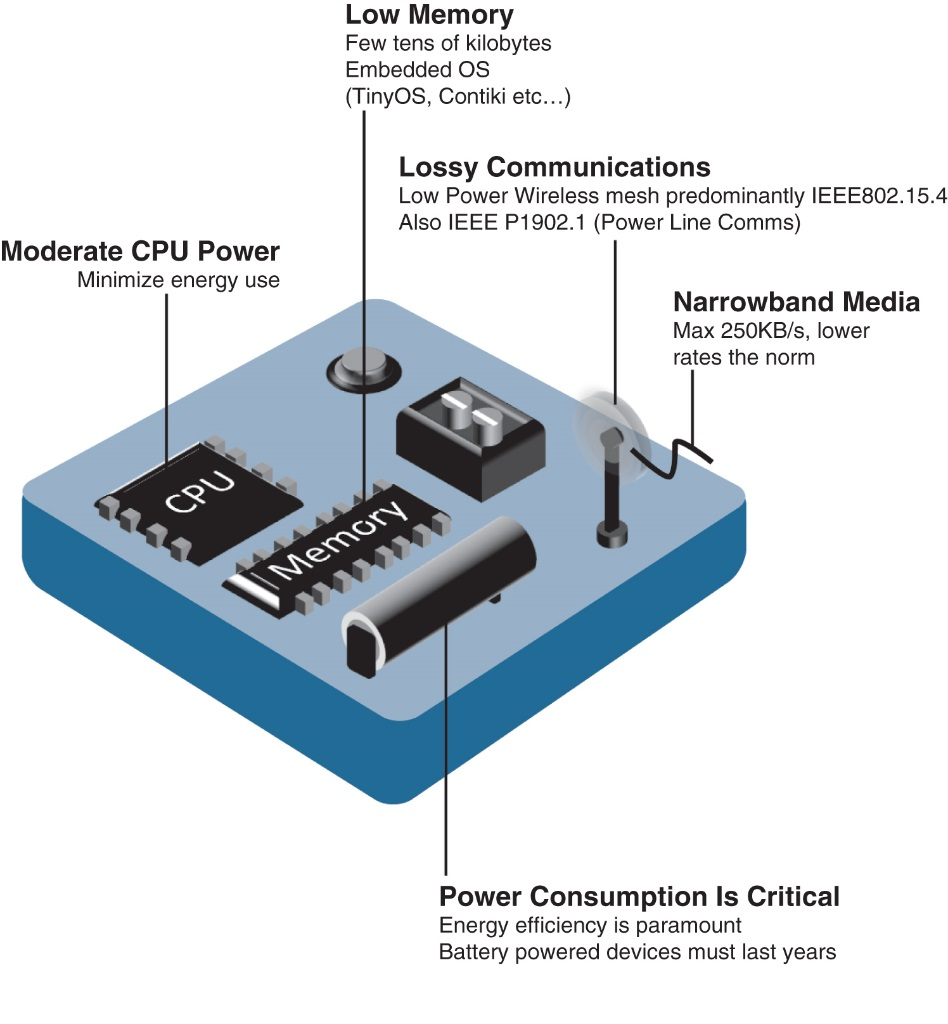 Low Memory
Few tens of kilobytes
Embedded OS
(TinyOS, Contiki etc…)
Lossy Communications
Low Power Wireless mesh predominantly IEEE802.15.4
Also IEEE P1902.1 (Power Line Comms)
Moderate CPU Power
Minimize energy use
Narrowband Media
Max 250KB/s, lower
rates the norm
CPU
Memory
Power Consumption Is Critical
Energy efficiency is paramount
Battery powered devices must last years